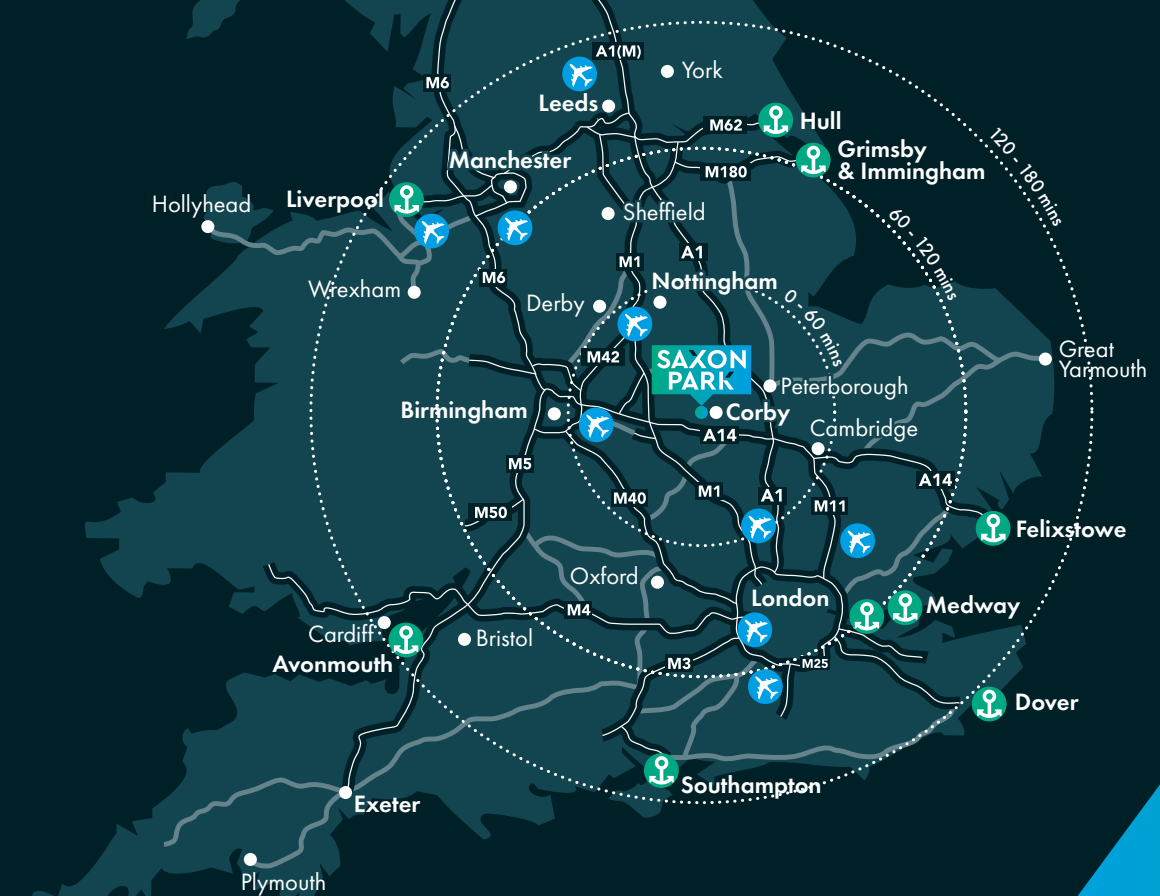 A1(M)
York
M6
Leeds
M62
Hull
Grimsby
& Immingham
120 - 180 mins
Manchester
M180
Liverpool
Hollyhead
Sheffield
60 - 120 mins
A1
M1
M6
Nottingham
Wrexham
Derby
0 - 60 mins
M42
SAXON
PARK
Great
Yarmouth
Peterborough
Birmingham
Corby
Cambridge
A14
M5
A14
M1
A1
M40
M11
M50
Felixstowe
Oxford
London
Medway
M4
Cardiff
Bristol
Avonmouth
M3
M25
Dover
Southampton
Exeter
Plymouth